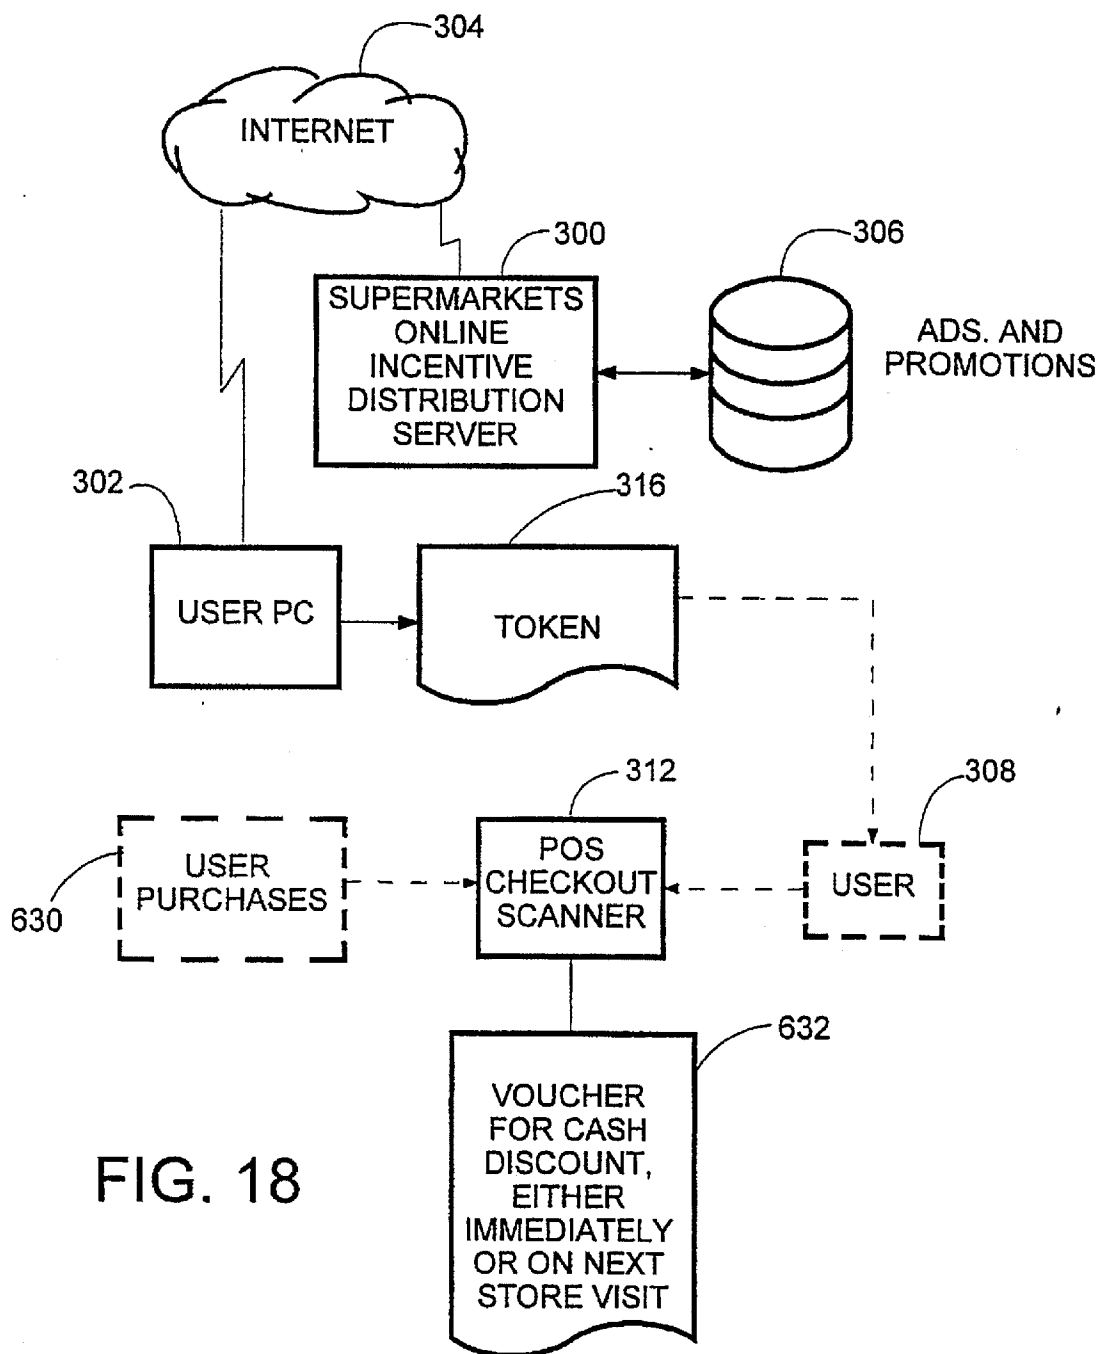 304
INTERNET
300
306
SUPERMARKETS
ONLINE
INCENTIVE
DISTRIBUTION
SERVER
ADS. AND
PROMOTIONS
302
316
USER PC
TOKEN
312
308
USER
PURCHASES
POS
CHECKOUT
SCANNER
USER
630
632
VOUCHER
FOR CASH
DISCOUNT,
EITHER
IMMEDIATELY
OR ON NEXT
STORE VISIT
FIG. 18